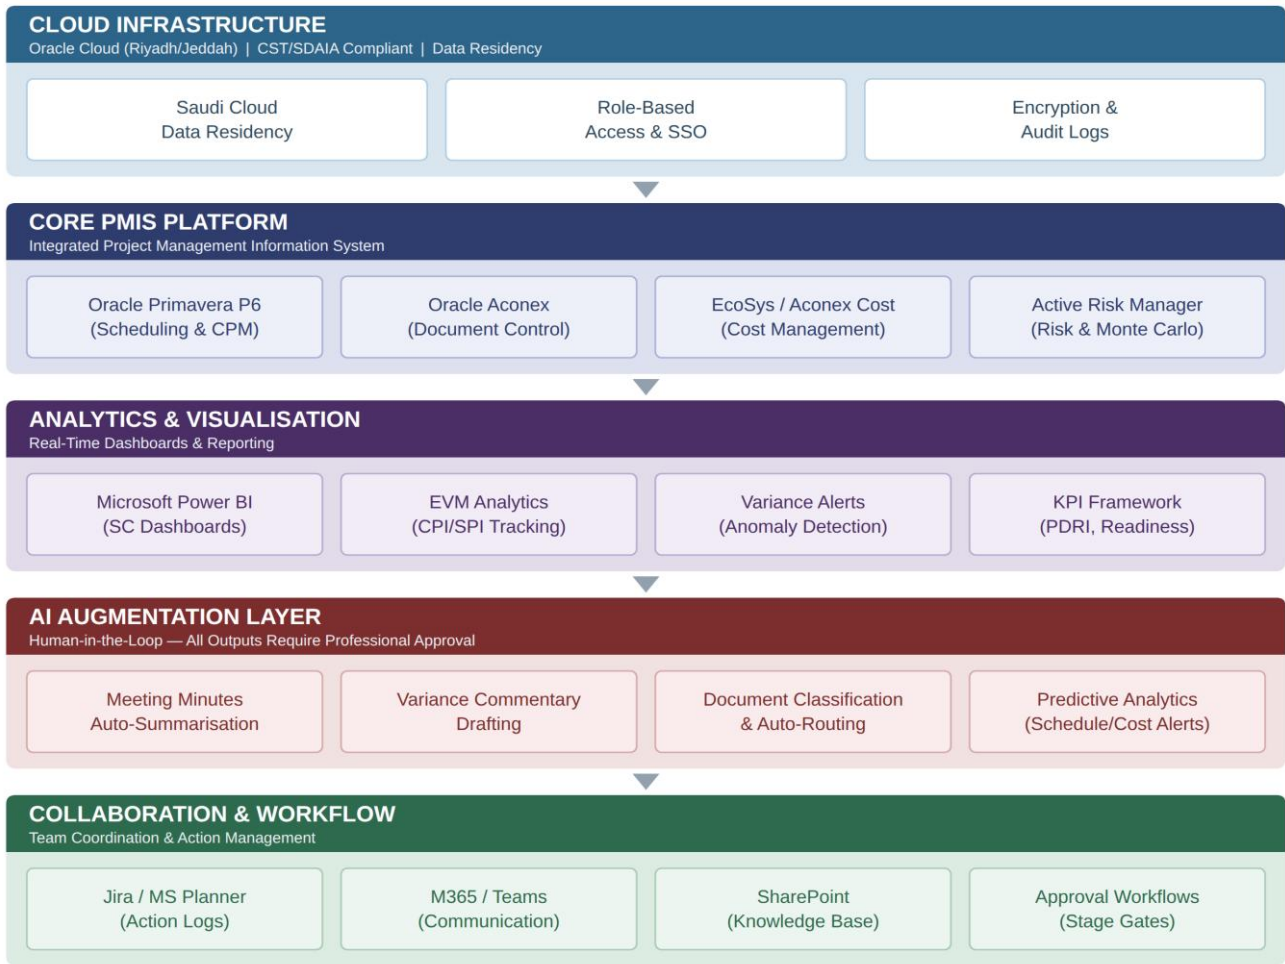 CLOUD INFRASTRUCTURE
Oracle Cloud (Riyadh/Jeddah) | CST/SDAIA Compliant | Data Residency
Saudi Cloud
Data Residency
Role-Based
Access & SSO
Encryption &
Audit Logs
CORE PMIS PLATFORM
Integrated Project Management Information System
Oracle Primavera P6
(Scheduling & CPM)
Oracle Aconex
(Document Control)
EcoSys / Aconex Cost
(Cost Management)
Active Risk Manager
(Risk & Monte Carlo)
ANALYTICS & VISUALISATION
Real-Time Dashboards & Reporting
Microsoft Power BI
(SC Dashboards)
EVM Analytics
(CPI/SPI Tracking)
Variance Alerts
(Anomaly Detection)
KPI Framework
(PDRI, Readiness)
AI AUGMENTATION LAYER
Human-in-the-Loop — All Outputs Require Professional Approval
Meeting Minutes
Auto-Summarisation
Variance Commentary
Drafting
Document Classification
& Auto-Routing
Predictive Analytics
(Schedule/Cost Alerts)
COLLABORATION & WORKFLOW
Team Coordination & Action Management
Jira / MS Planner
(Action Logs)
M365 / Teams
(Communication)
SharePoint
(Knowledge Base)
Approval Workflows
(Stage Gates)